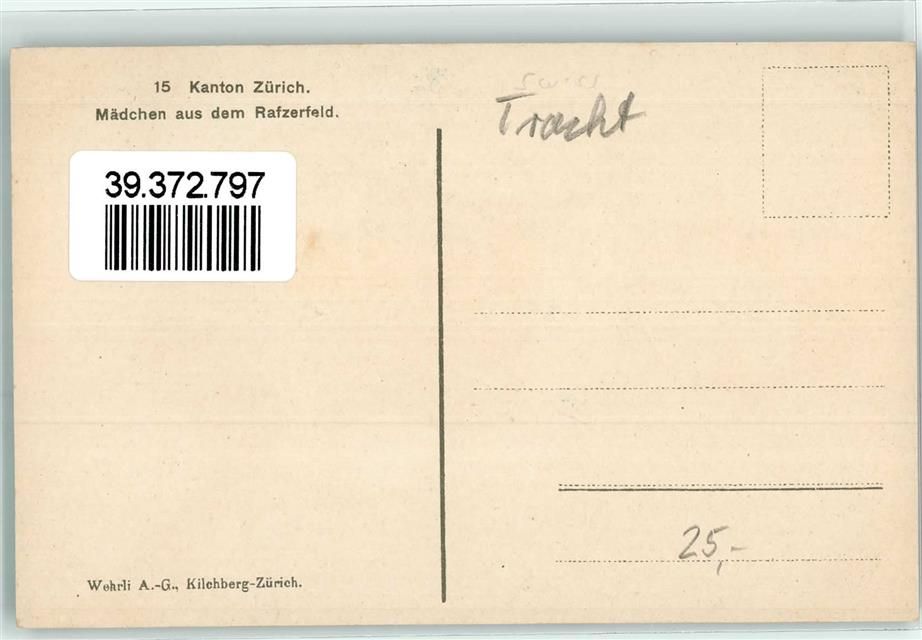 15 Kanton Zürich.
Mädchen aus dem Rafzerfeld.
39.372.797
Tracht
25,-
Wehrli A.-G., Kilchberg-Zürich.